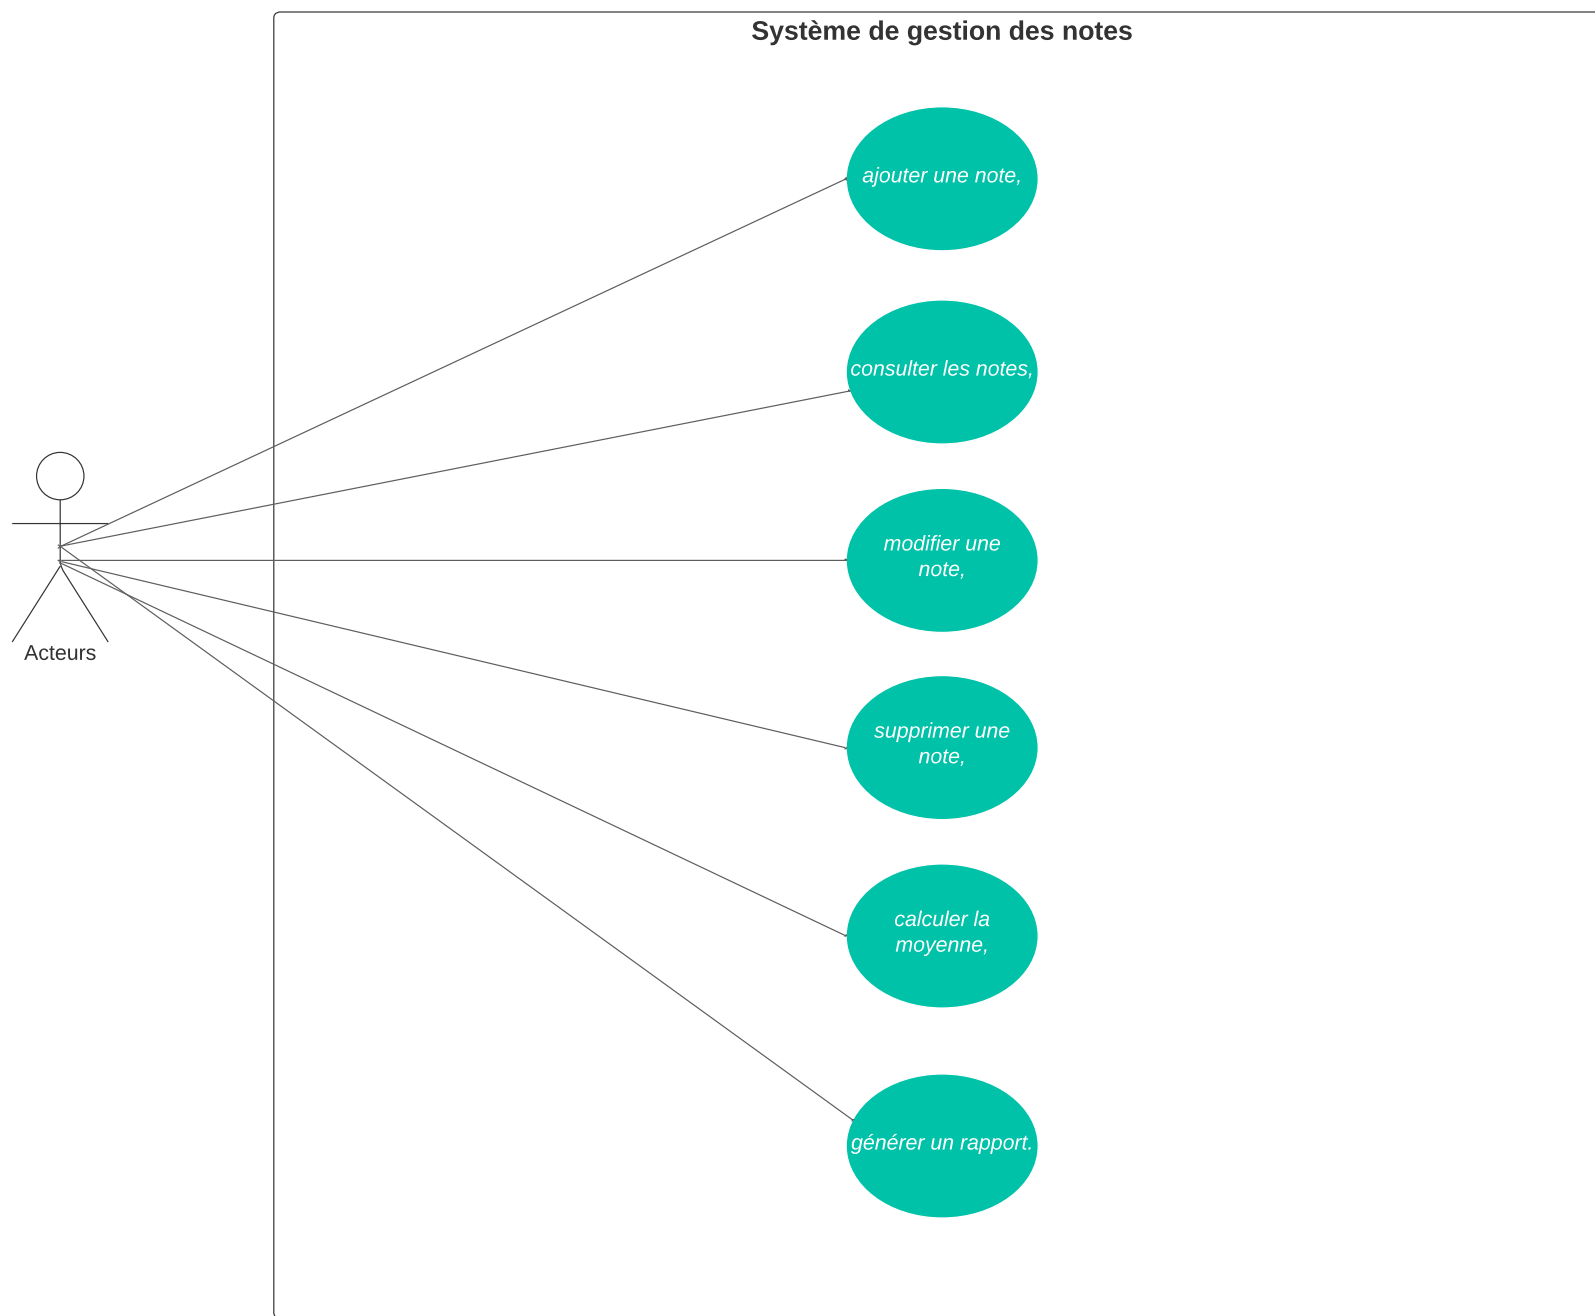 Système de gestion des notes
ajouter une note,
consulter les notes,
modifier une
note,
supprimer une
note,
Acteurs
calculer la
moyenne,
générer un rapport.